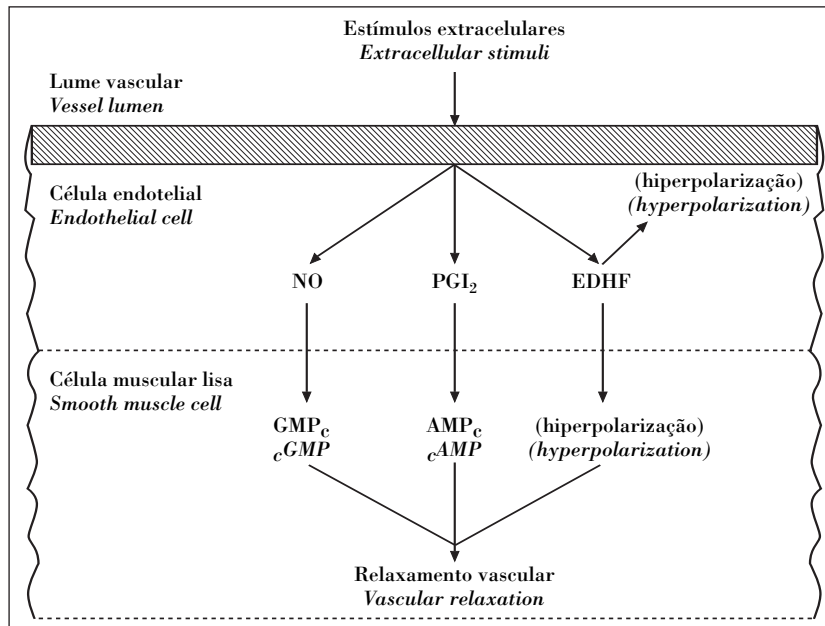 Estímulos extracelulares
Extracellular stimuli
Lume vascular
Vessel lumen
Célula endotelial
Endothelial cell
(hiperpolarização)
(hyperpolarization)
NO
PGI₂
EDHF
Célula muscular lisa
Smooth muscle cell
GMPc
cGMP
AMPc
cAMP
(hiperpolarização)
(hyperpolarization)
Relaxamento vascular
Vascular relaxation